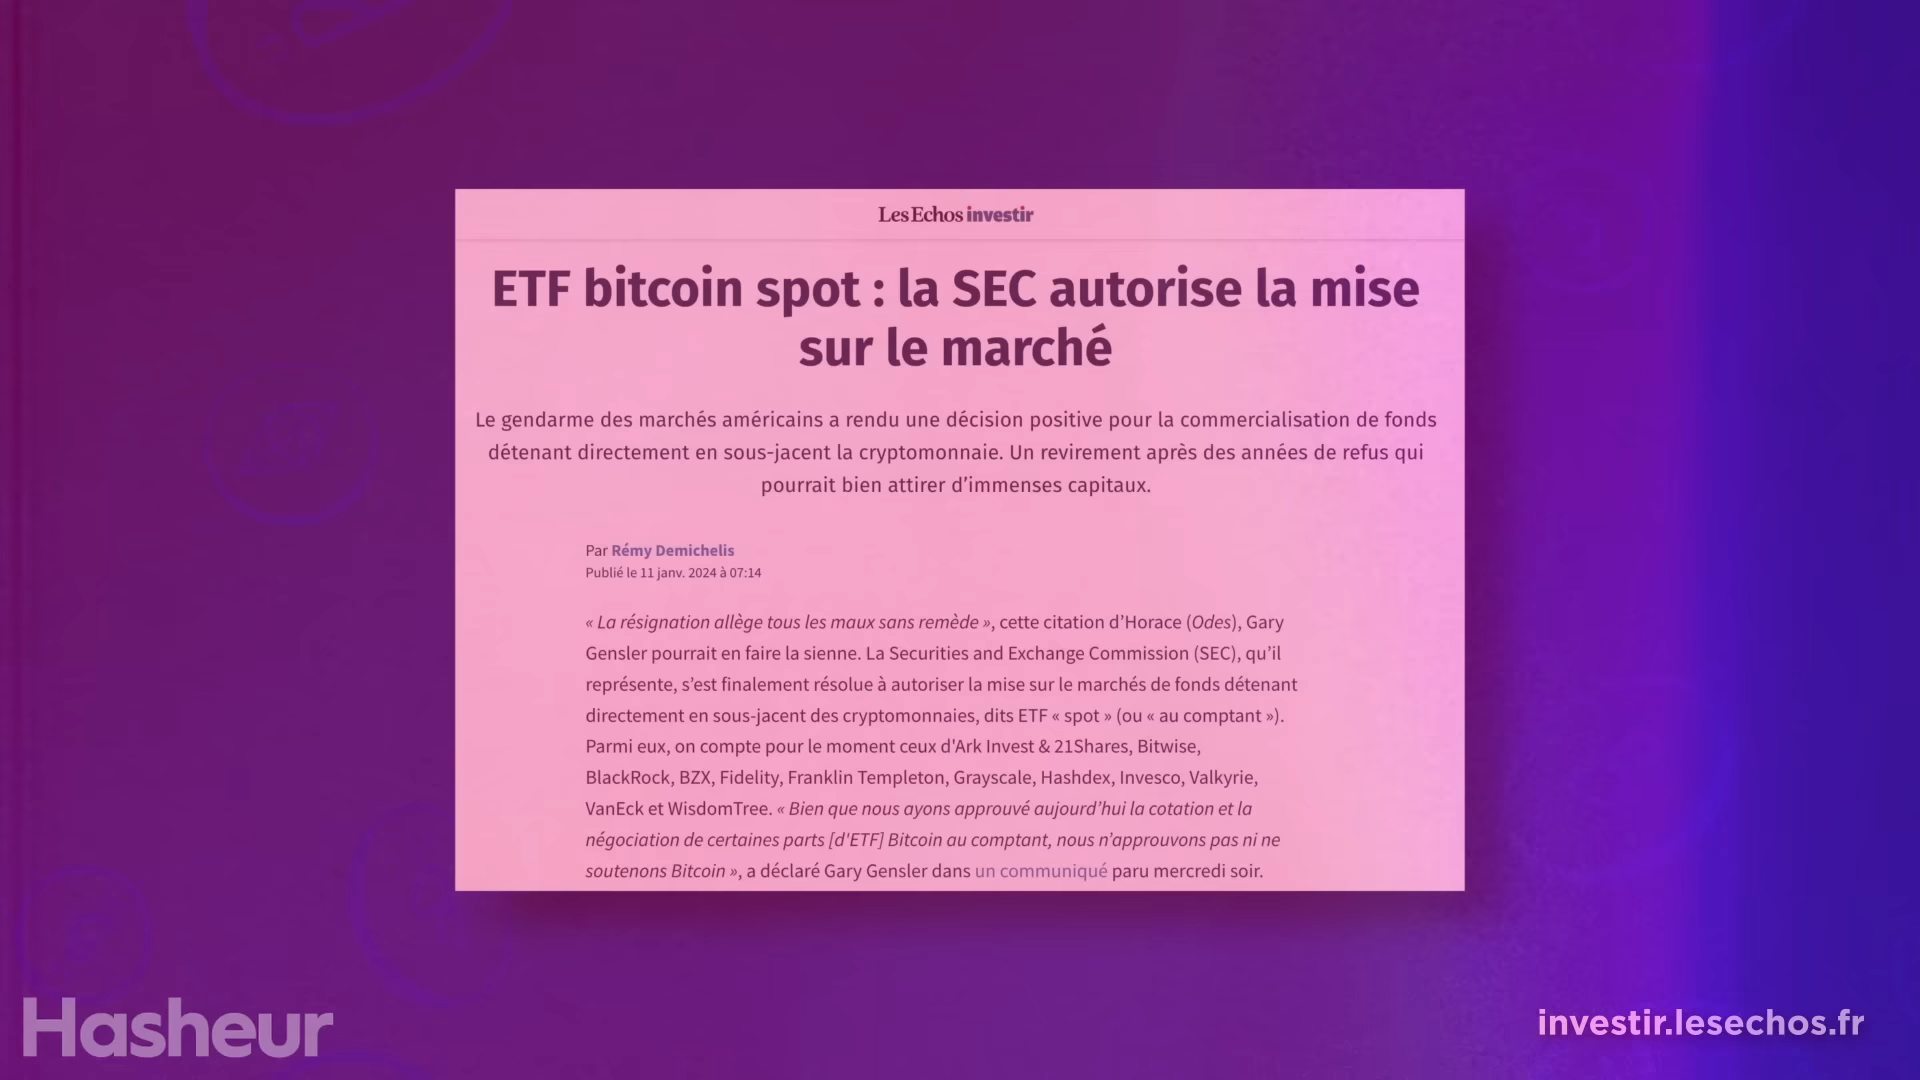 Les Echos investir
ETF bitcoin spot : la SEC autorise la mise
sur le marché
Le gendarme des marchés américains a rendu une décision positive pour la commercialisation de fonds
détenant directement en sous-jacent la cryptomonnaie. Un revirement après des années de refus qui
pourrait bien attirer d’immenses capitaux.
Par Rémy Demichelis
Publié le 11 janv. 2024 à 07:14
« La résignation allège tous les maux sans remède », cette citation d’Horace (Odes), Gary
Gensler pourrait en faire la sienne. La Securities and Exchange Commission (SEC), qu’il
représente, s’est finalement résolue à autoriser la mise sur le marchés de fonds détenant
directement en sous-jacent des cryptomonnaies, dits ETF « spot » (ou « au comptant »).
Parmi eux, on compte pour le moment ceux d'Ark Invest & 21Shares, Bitwise,
BlackRock, BZX, Fidelity, Franklin Templeton, Grayscale, Hashdex, Invesco, Valkyrie,
VanEck et WisdomTree. « Bien que nous ayons approuvé aujourd’hui la cotation et la
négociation de certaines parts [d'ETF] Bitcoin au comptant, nous n’approuvons pas ni ne
soutenons Bitcoin », a déclaré Gary Gensler dans un communiqué paru mercredi soir.
Hasheur
investir.lesechos.fr